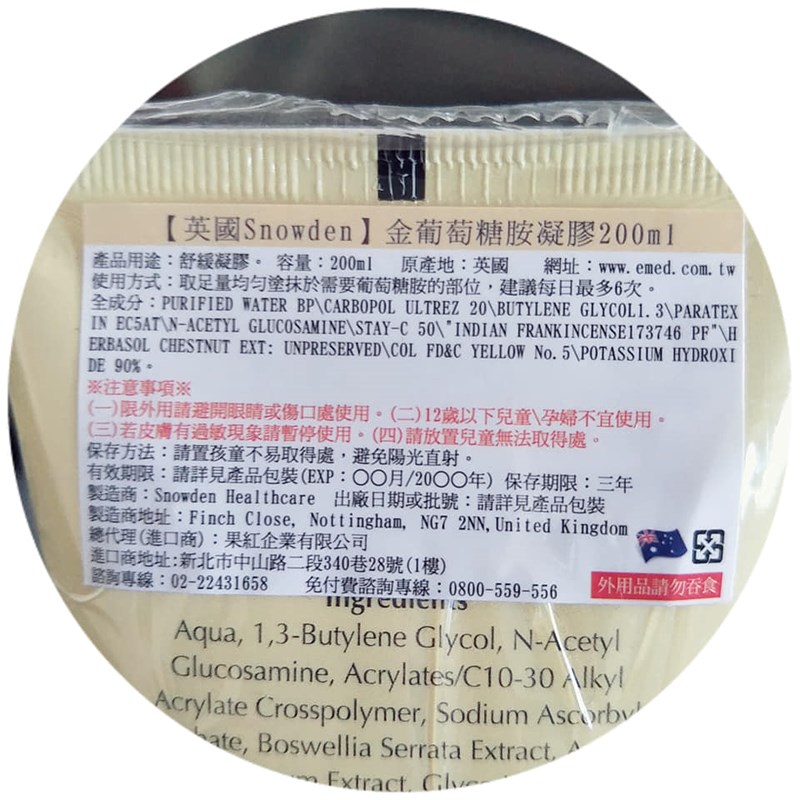 【英國Snowden】金葡萄糖胺凝膠200ml
產品用途：舒緩凝膠。 容量：200ml 原產地：英國 網址：www.emed.com.tw
使用方式：取足量均勻塗抹於需要葡萄糖胺的部位，建議每日最多6次。
全成分：PURIFIED WATER BP\CARBOPOL ULTREZ 20\BUTYLENE GLYCOL1.3\PARATEX
IN EC5AT\N-ACETYL GLUCOSAMINE\STAY-C 50\"INDIAN FRANKINCENSE173746 PF"\H
ERBASOL CHESTNUT EXT: UNPRESERVED\COL FD&C YELLOW No.5\POTASSIUM HYDROXI
DE 90%。
※注意事項※
(一)限外用請避開眼睛或傷口處使用。(二)12歲以下兒童\孕婦不宜使用。
(三)若皮膚有過敏現象請暫停使用。(四)請放置兒童無法取得處。
保存方法：請置孩童不易取得處，避免陽光直射。
有效期限：請詳見產品包裝(EXP：〇〇月/20〇〇年) 保存期限：三年
製造商：Snowden Healthcare 出廠日期或批號：請詳見產品包裝
製造商地址：Finch Close, Nottingham, NG7 2NN,United Kingdom
總代理(進口商)：果紅企業有限公司
進口商地址:新北市中山路二段340巷28號(1樓)
諮詢專線：02-22431658 免付費諮詢專線：0800-559-556
外用品請勿吞食
Ingredients
Aqua, 1,3-Butylene Glycol, N-Acetyl
Glucosamine, Acrylates/C10-30 Alkyl
Acrylate Crosspolymer, Sodium Ascorbyl
Boswellia Serrata Extract,
Extract,